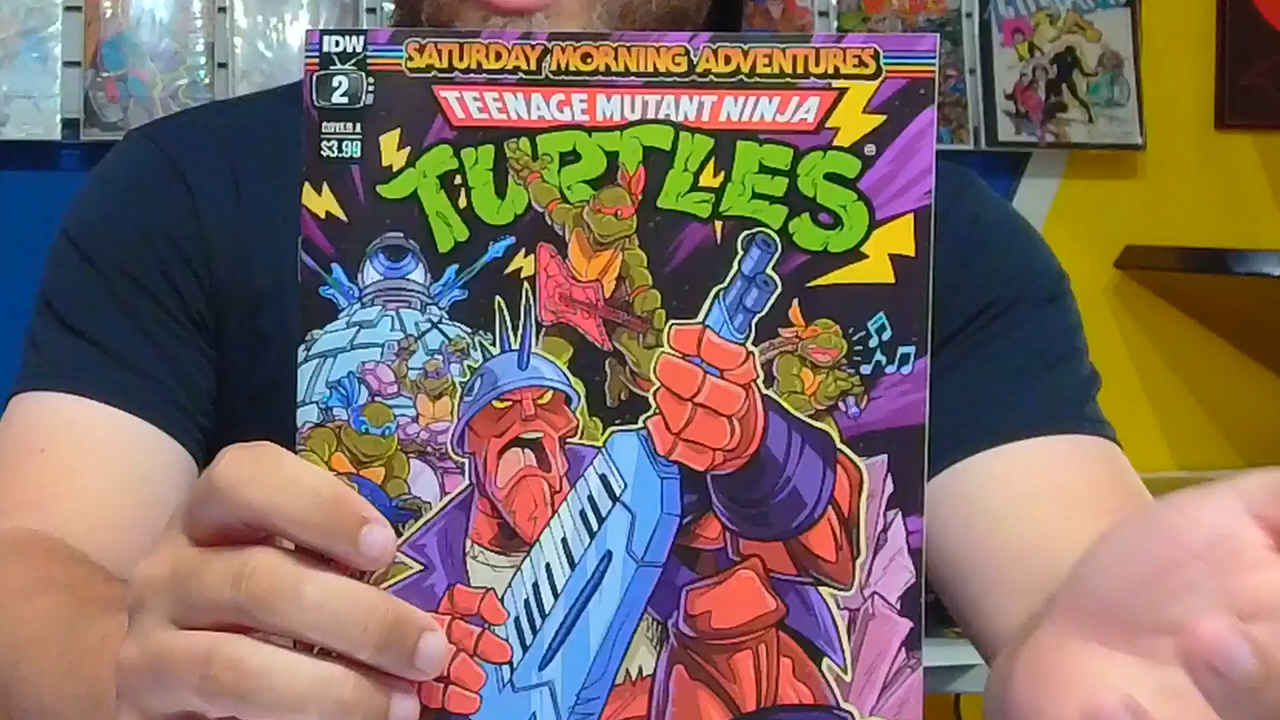 IDW
SATURDAY MORNING ADVENTURES
2
TEENAGE MUTANT NINJA
COVER A
$3.99
TURTLES
®